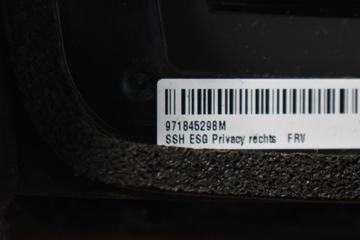 971845298M
SSH ESG Privacy rechts FRV